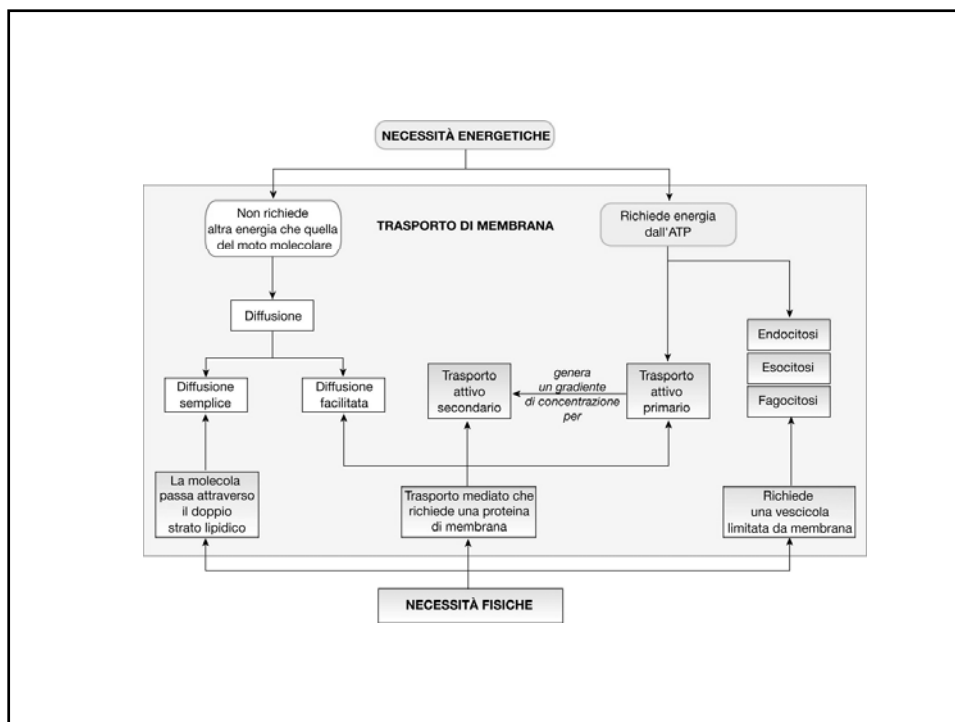 NECESSITÀ ENERGETICHE
Non richiede
altra energia che quella
del moto molecolare
TRASPORTO DI MEMBRANA
Richiede energia
dall'ATP
Diffusione
Endocitosi
Esocitosi
Fagocitosi
Diffusione
semplice
Diffusione
facilitata
Trasporto
attivo
secondario
genera
un gradiente
di concentrazione
per
Trasporto
attivo
primario
La molecola
passa attraverso
il doppio
strato lipidico
Trasporto mediato che
richiede una proteina
di membrana
Richiede
una vescicola
limitata da membrana
NECESSITÀ FISICHE